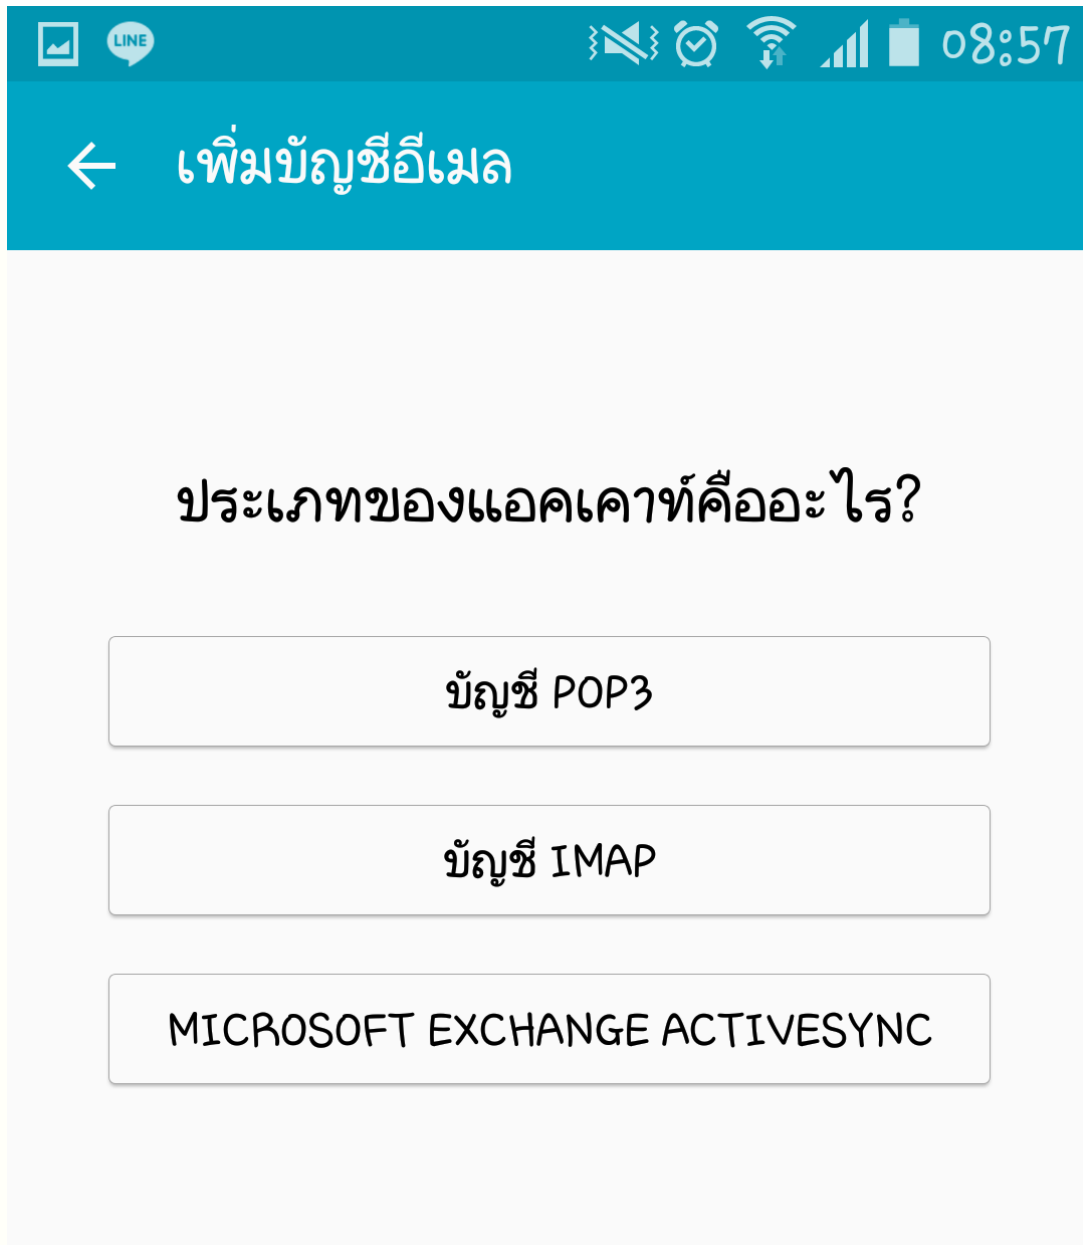 LINE 08:57
เพิ่มบัญชีอีเมล
ประเภทของแอคเคาท์คืออะไร?
บัญชี POP3
บัญชี IMAP
MICROSOFT EXCHANGE ACTIVESYNC